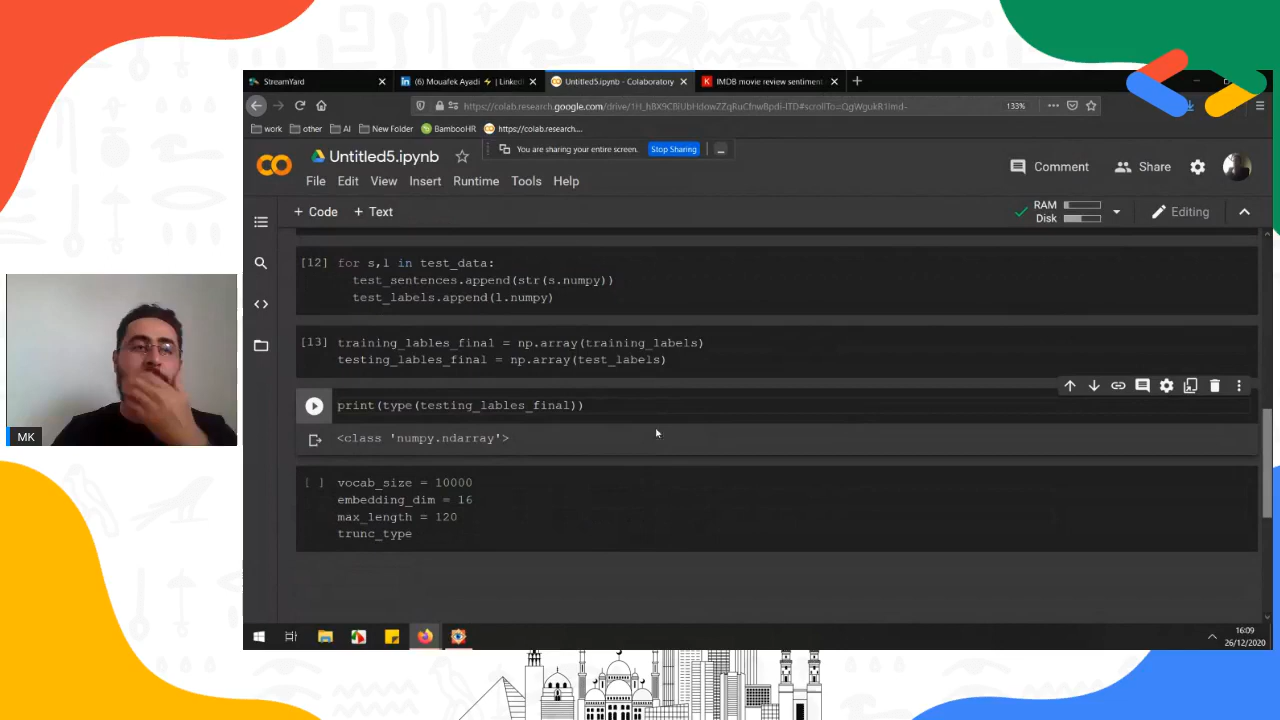 StreamYard
(6) Mouafek Ayadi ⚡ | Linked
Untitled5.ipynb - Colaboratory
IMDB movie review sentiment
133%
work
other
AI
New Folder
BambooHR
https://colab.research....
Untitled5.ipynb
You are sharing your entire screen.
Stop Sharing
Comment
Share
File Edit View Insert Runtime Tools Help
+ Code + Text
RAM
Disk
Editing
[12] for s,l in test_data:
test_sentences.append(str(s.numpy))
test_labels.append(l.numpy)
[13] training_lables_final = np.array(training_labels)
testing_lables_final = np.array(test_labels)
print(type(testing_lables_final))
<class 'numpy.ndarray'>
[ ] vocab_size = 10000
embedding_dim = 16
max_length = 120
trunc_type
MK
16:09
26/12/2020